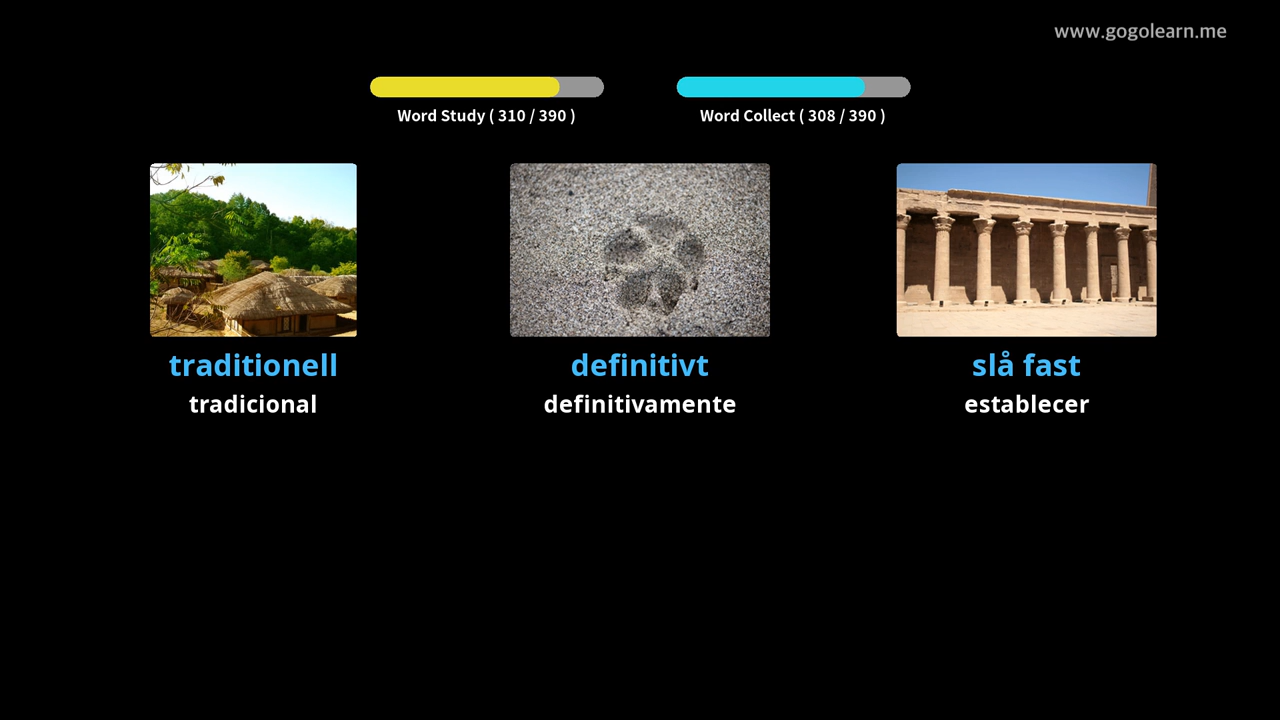 www.gogolearn.me
Word Study ( 310 / 390 )
Word Collect ( 308 / 390 )
traditionell
tradicional
definitivt
definitivamente
slå fast
establecer